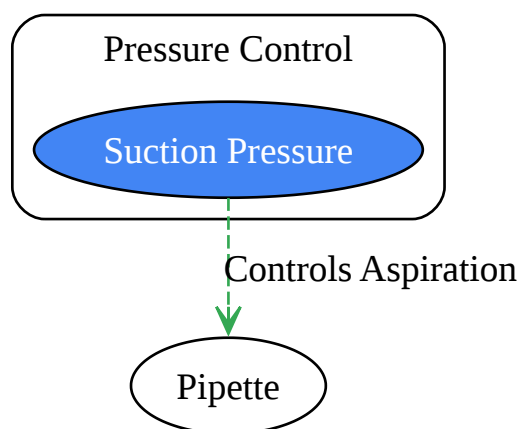 Pressure Control
Suction Pressure
Controls Aspiration
Pipette